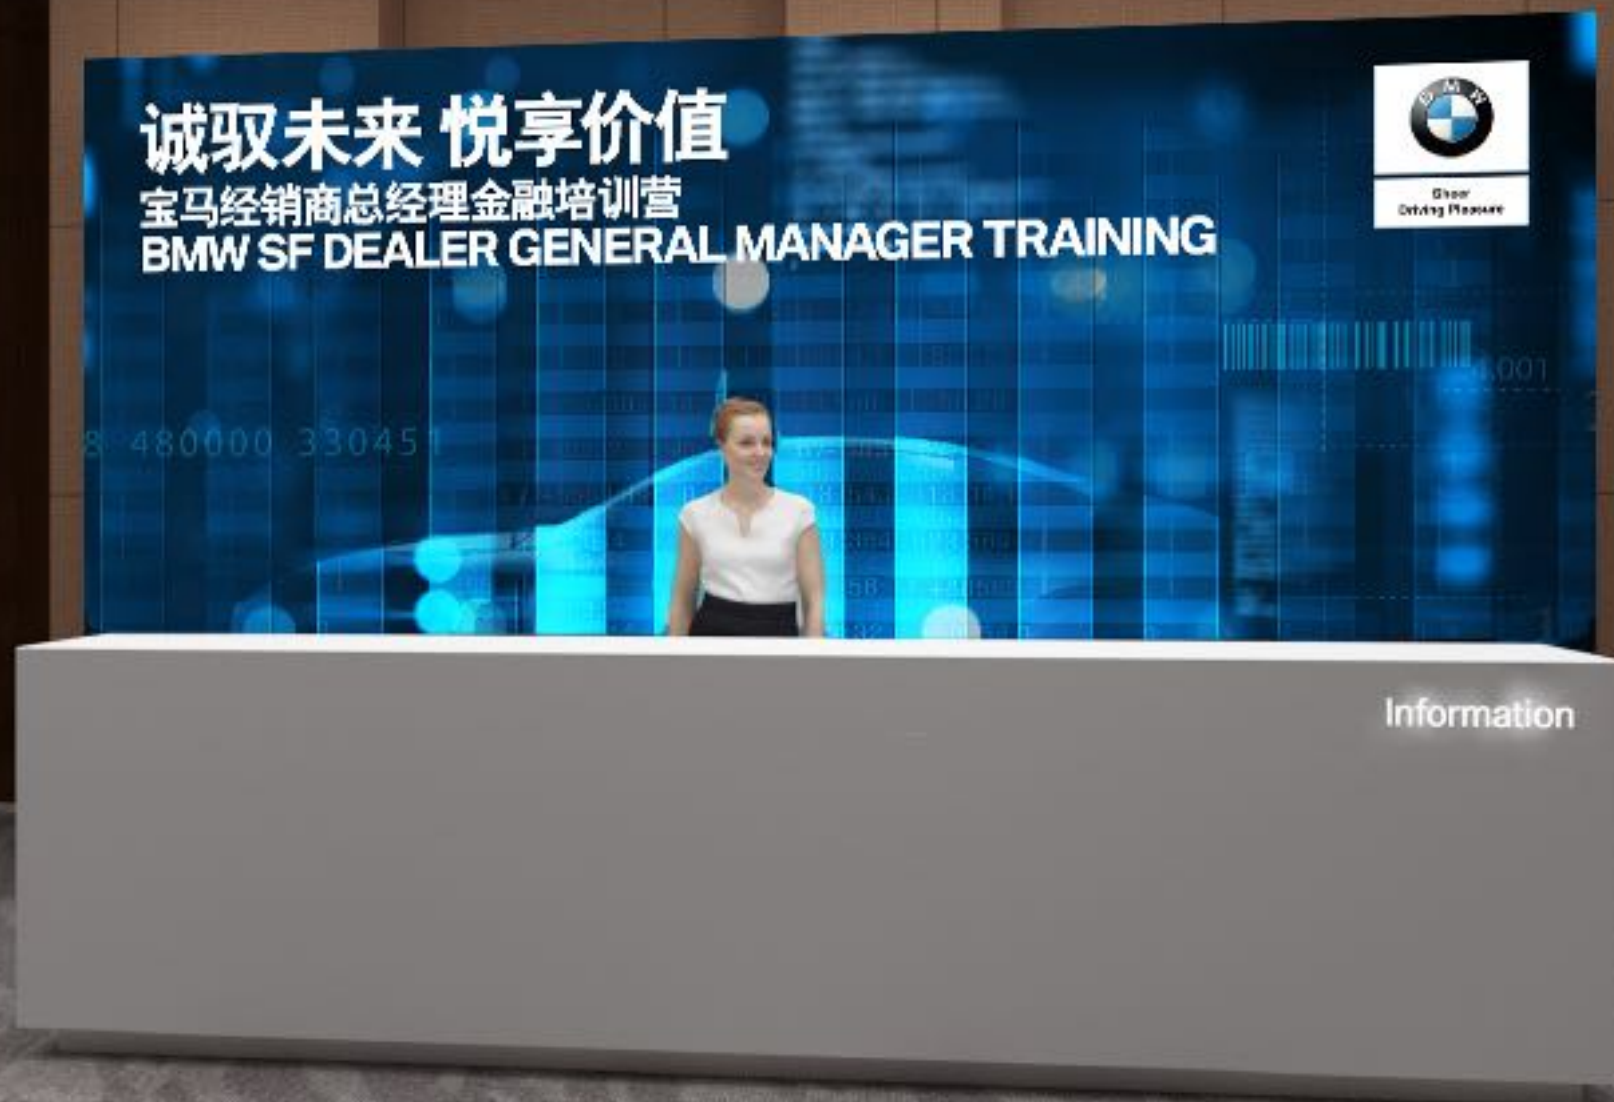 诚驭未来 悦享价值
宝马经销商总经理金融培训营
BMW SF DEALER GENERAL MANAGER TRAINING
BMW
Sheer
Driving Pleasure
8 480000 330451
Information